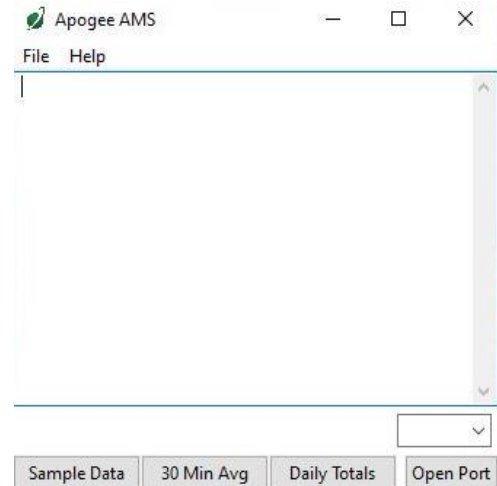 Apogee AMS
File Help
Sample Data 30 Min Avg Daily Totals Open Port